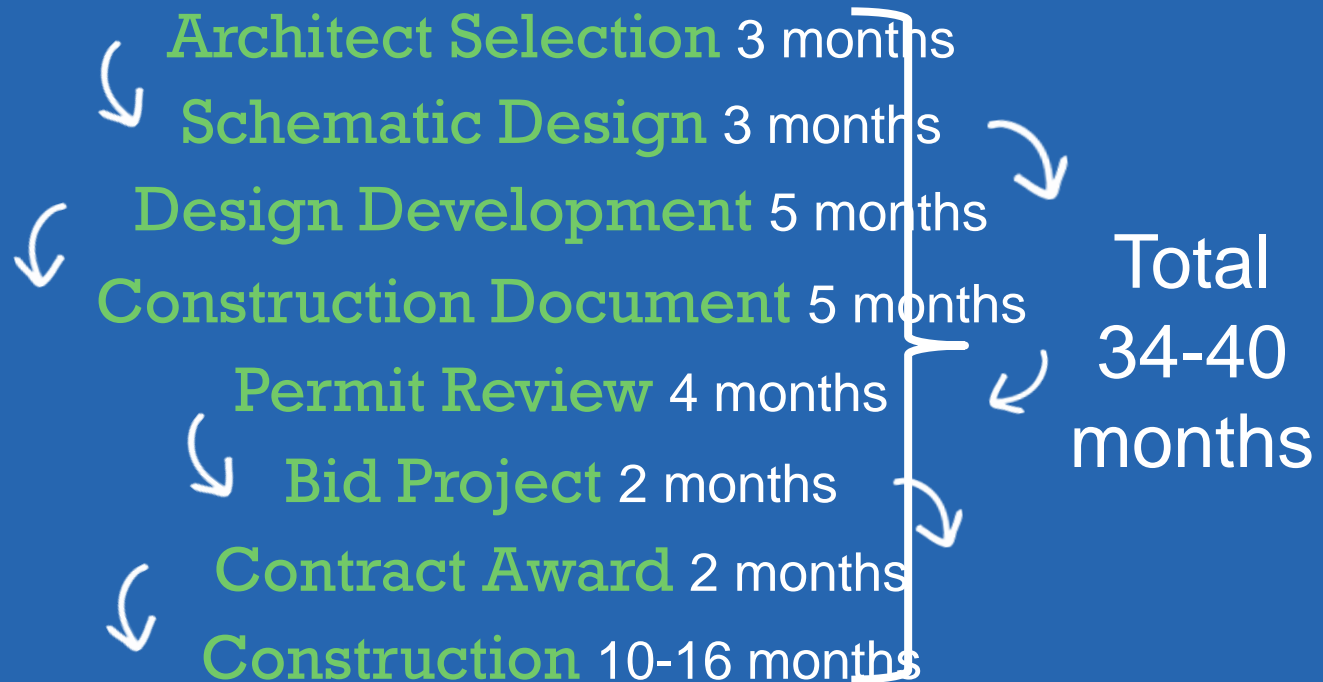 Architect Selection 3 months
Schematic Design 3 months
Design Development 5 months
Construction Document 5 months
Permit Review 4 months
Bid Project 2 months
Contract Award 2 months
Construction 10-16 months
Total
34-40
months